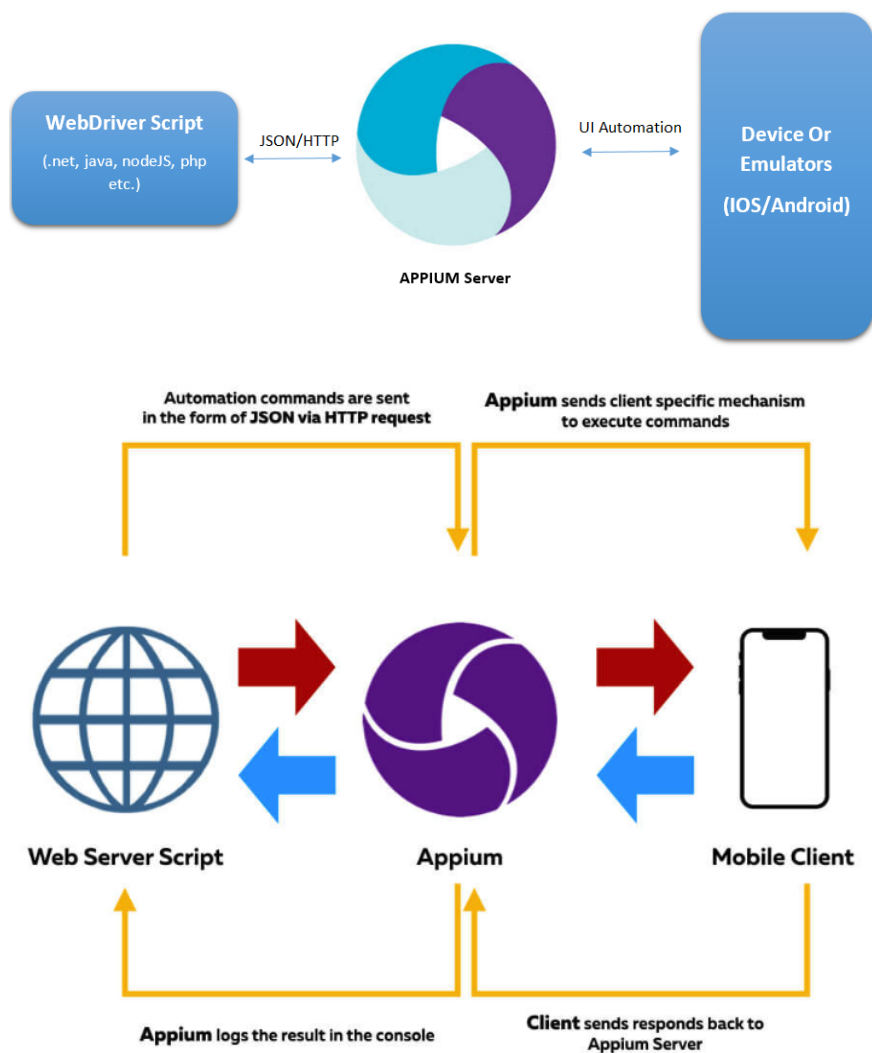 WebDriver Script
(.net, java, nodeJS, php
etc.)
JSON/HTTP
APPIUM Server
UI Automation
Device Or
Emulators
(IOS/Android)
Automation commands are sent
in the form of JSON via HTTP request
Appium sends client specific mechanism
to execute commands
Web Server Script
Appium
Mobile Client
Appium logs the result in the console
Client sends responds back to
Appium Server